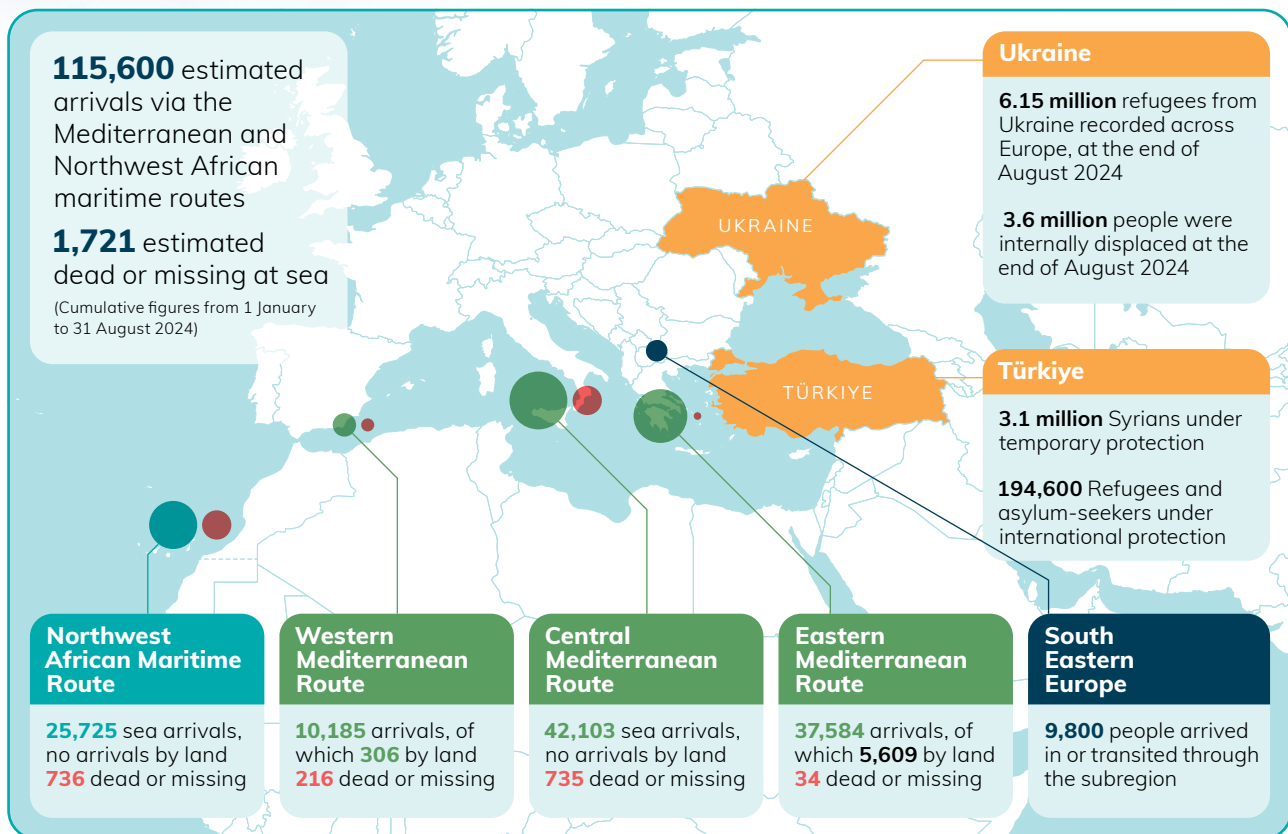 115,600 estimated
arrivals via the
Mediterranean and
Northwest African
maritime routes
1,721 estimated
dead or missing at sea
(Cumulative figures from 1 January
to 31 August 2024)
Ukraine
6.15 million refugees from
Ukraine recorded across
Europe, at the end of
August 2024
3.6 million people were
internally displaced at the
end of August 2024
UKRAINE
Türkiye
3.1 million Syrians under
temporary protection
194,600 Refugees and
asylum-seekers under
international protection
TÜRKİYE
Northwest
African Maritime
Route
25,725 sea arrivals,
no arrivals by land
736 dead or missing
Western
Mediterranean
Route
10,185 arrivals, of
which 306 by land
216 dead or missing
Central
Mediterranean
Route
42,103 sea arrivals,
no arrivals by land
735 dead or missing
Eastern
Mediterranean
Route
37,584 arrivals, of
which 5,609 by land
34 dead or missing
South
Eastern
Europe
9,800 people arrived
in or transited through
the subregion